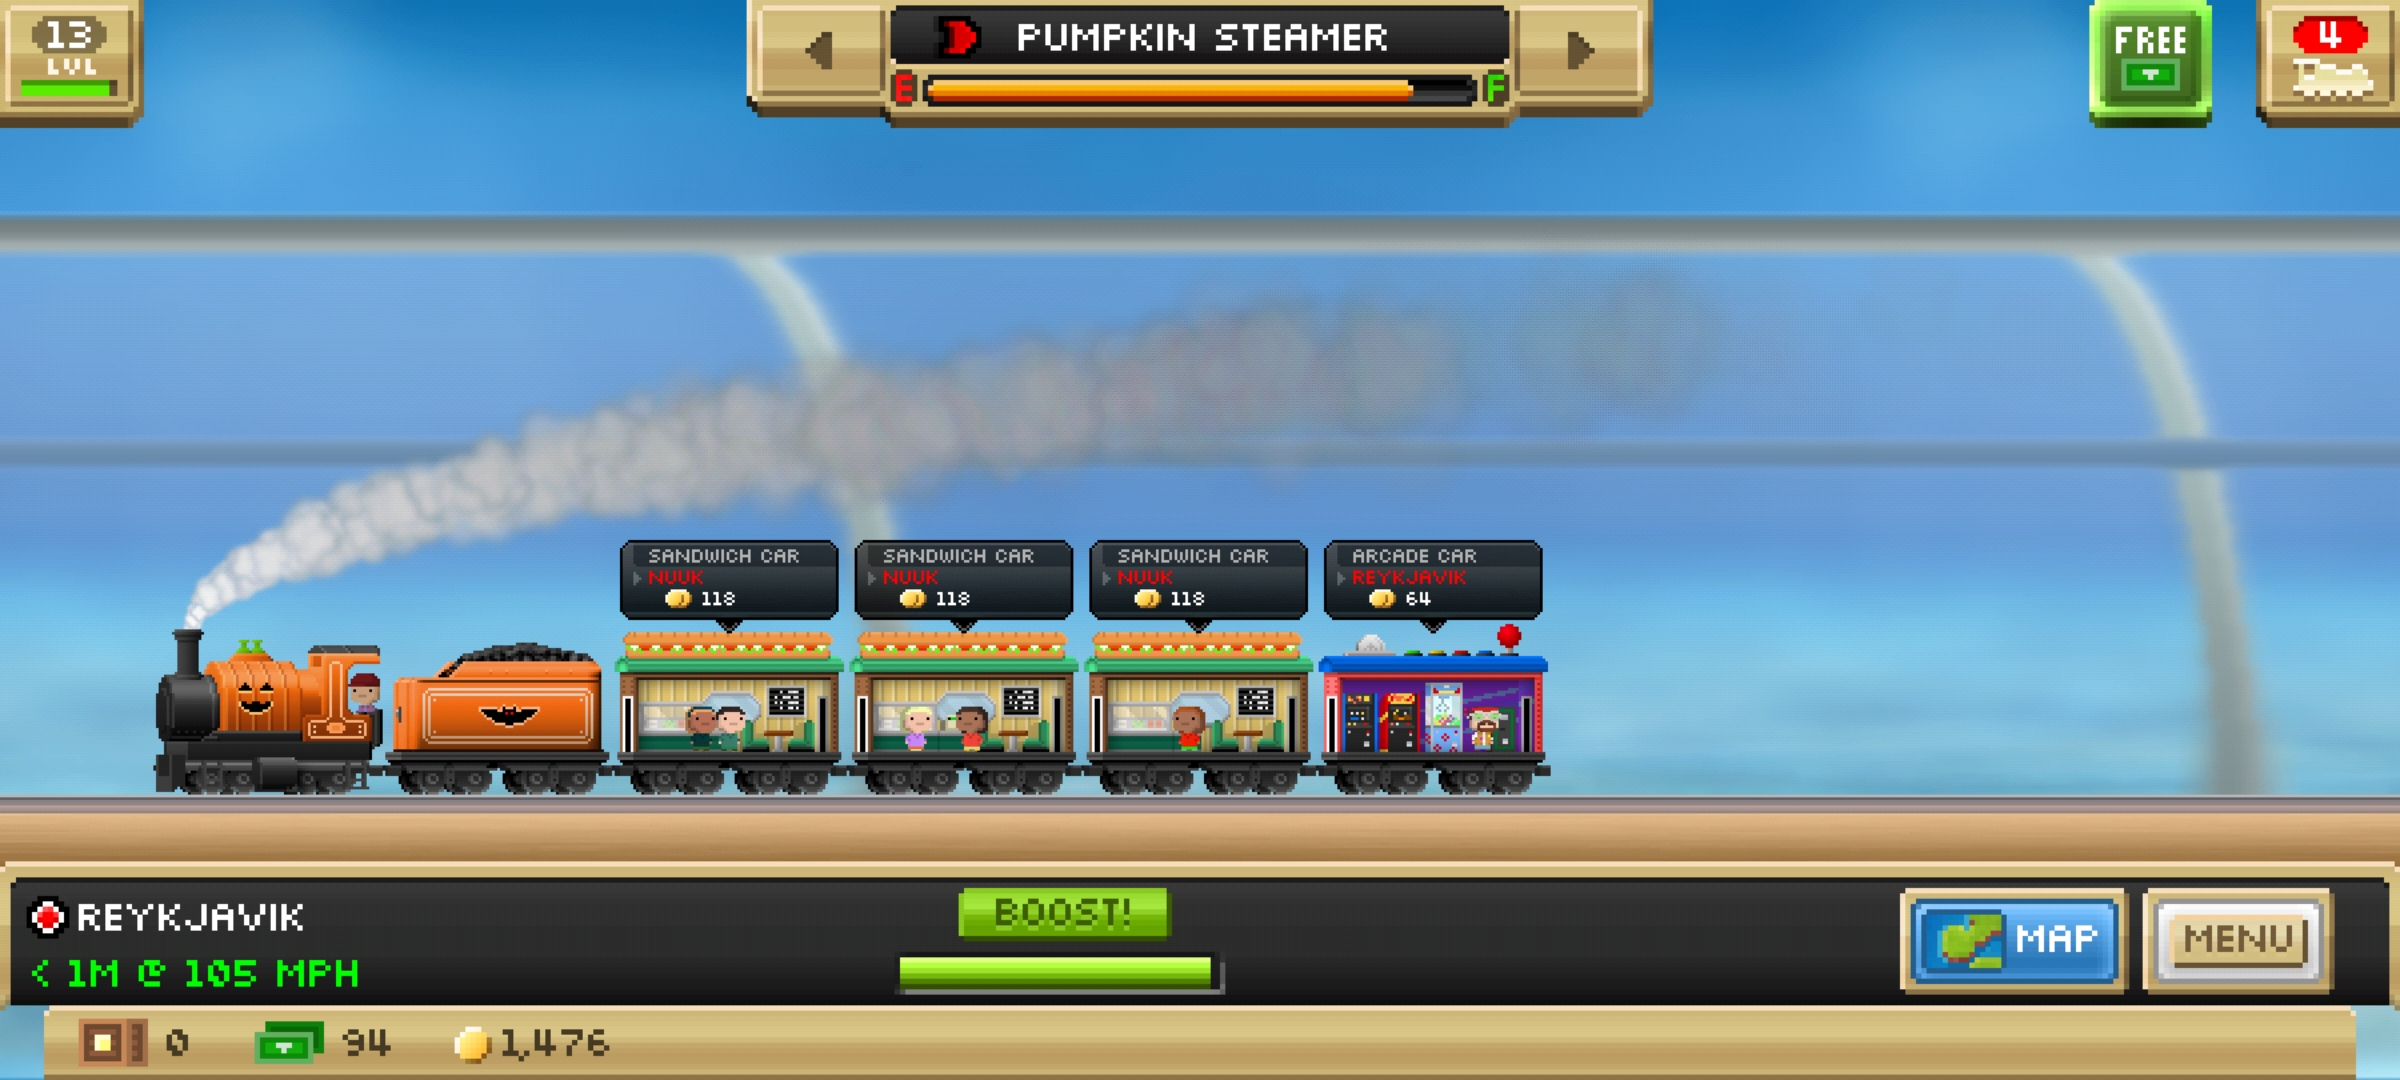 13
LVL
PUMPKIN STEAMER
E
F
FREE
4
SANDWICH CAR
NUUK
118
SANDWICH CAR
NUUK
118
SANDWICH CAR
NUUK
118
ARCADE CAR
REYKJAVIK
64
REYKJAVIK
< 1M @ 105 MPH
BOOST!
MAP
MENU
0
94
1,476